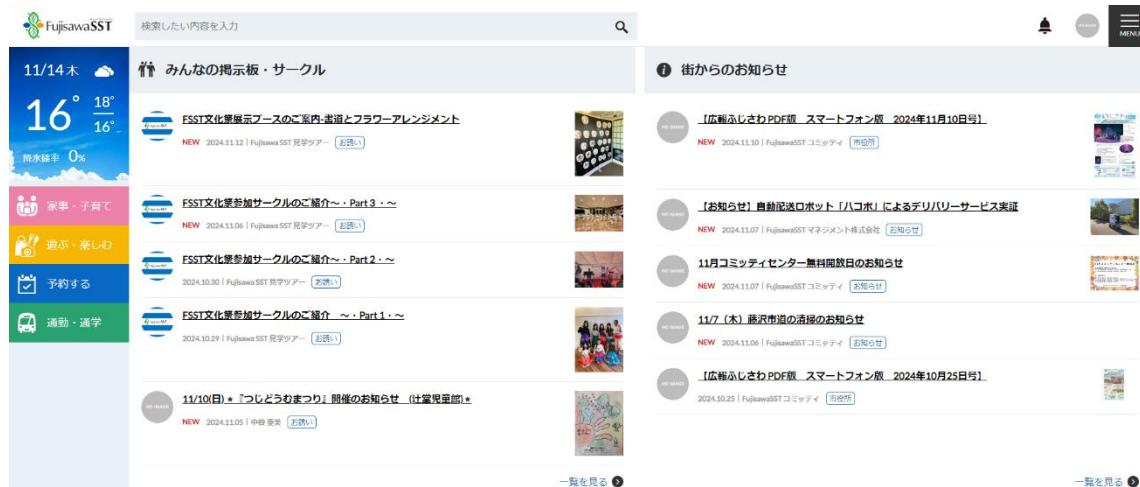 FujisawaSST
検索したい内容を入力
MENU
11/14木
16°
18°
16°
降水確率 0%
家事・子育て
遊ぶ・楽しむ
予約する
通勤・通学
みんなの掲示板・サークル
FSST文化祭展示ブースのご案内-書道とフラワーアレンジメント
NEW 2024.11.12 | Fujisawa SST 見学ツアー お誘い
FSST文化祭参加サークルのご紹介～・Part 3・～
NEW 2024.11.06 | Fujisawa SST 見学ツアー お誘い
FSST文化祭参加サークルのご紹介～・Part 2・～
2024.10.30 | Fujisawa SST 見学ツアー お誘い
FSST文化祭参加サークルのご紹介 ～・Part 1・～
2024.10.29 | Fujisawa SST 見学ツアー お誘い
NO IMAGE
11/10(日)★『つじどうむまつり』開催のお知らせ (辻堂児童館)★
NEW 2024.11.05 | 中谷 亜美 お誘い
一覧を見る
街からのお知らせ
NO IMAGE
【広報ふじさわ PDF版 スマートフォン版 2024年11月10日号】
NEW 2024.11.10 | FujisawaSST コミッティ 市役所
NO IMAGE
【お知らせ】自動配送ロボット「ハコボ」によるデリバリーサービス実証
NEW 2024.11.07 | FujisawaSST マネジメント株式会社 お知らせ
NO IMAGE
11月コミッティセンター無料開放日のお知らせ
NEW 2024.11.07 | FujisawaSST コミッティ お知らせ
NO IMAGE
11/7（木）藤沢市道の清掃のお知らせ
NEW 2024.11.06 | FujisawaSST コミッティ お知らせ
NO IMAGE
【広報ふじさわ PDF版 スマートフォン版 2024年10月25日号】
2024.10.25 | FujisawaSST コミッティ 市役所
一覧を見る